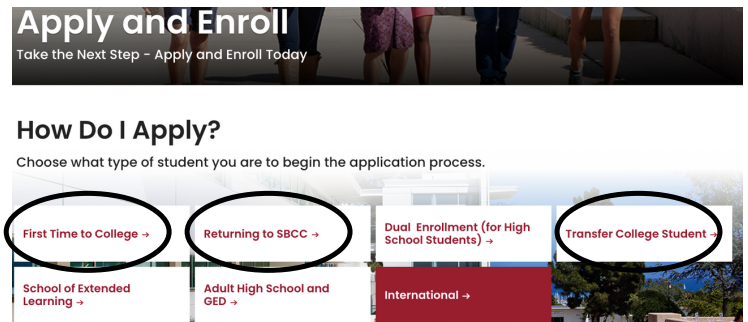 Apply and Enroll
Take the Next Step - Apply and Enroll Today
How Do I Apply?
Choose what type of student you are to begin the application process.
First Time to College →
Returning to SBCC →
Dual Enrollment (for High
School Students) →
Transfer College Student →
School of Extended
Learning →
Adult High School and
GED →
International →